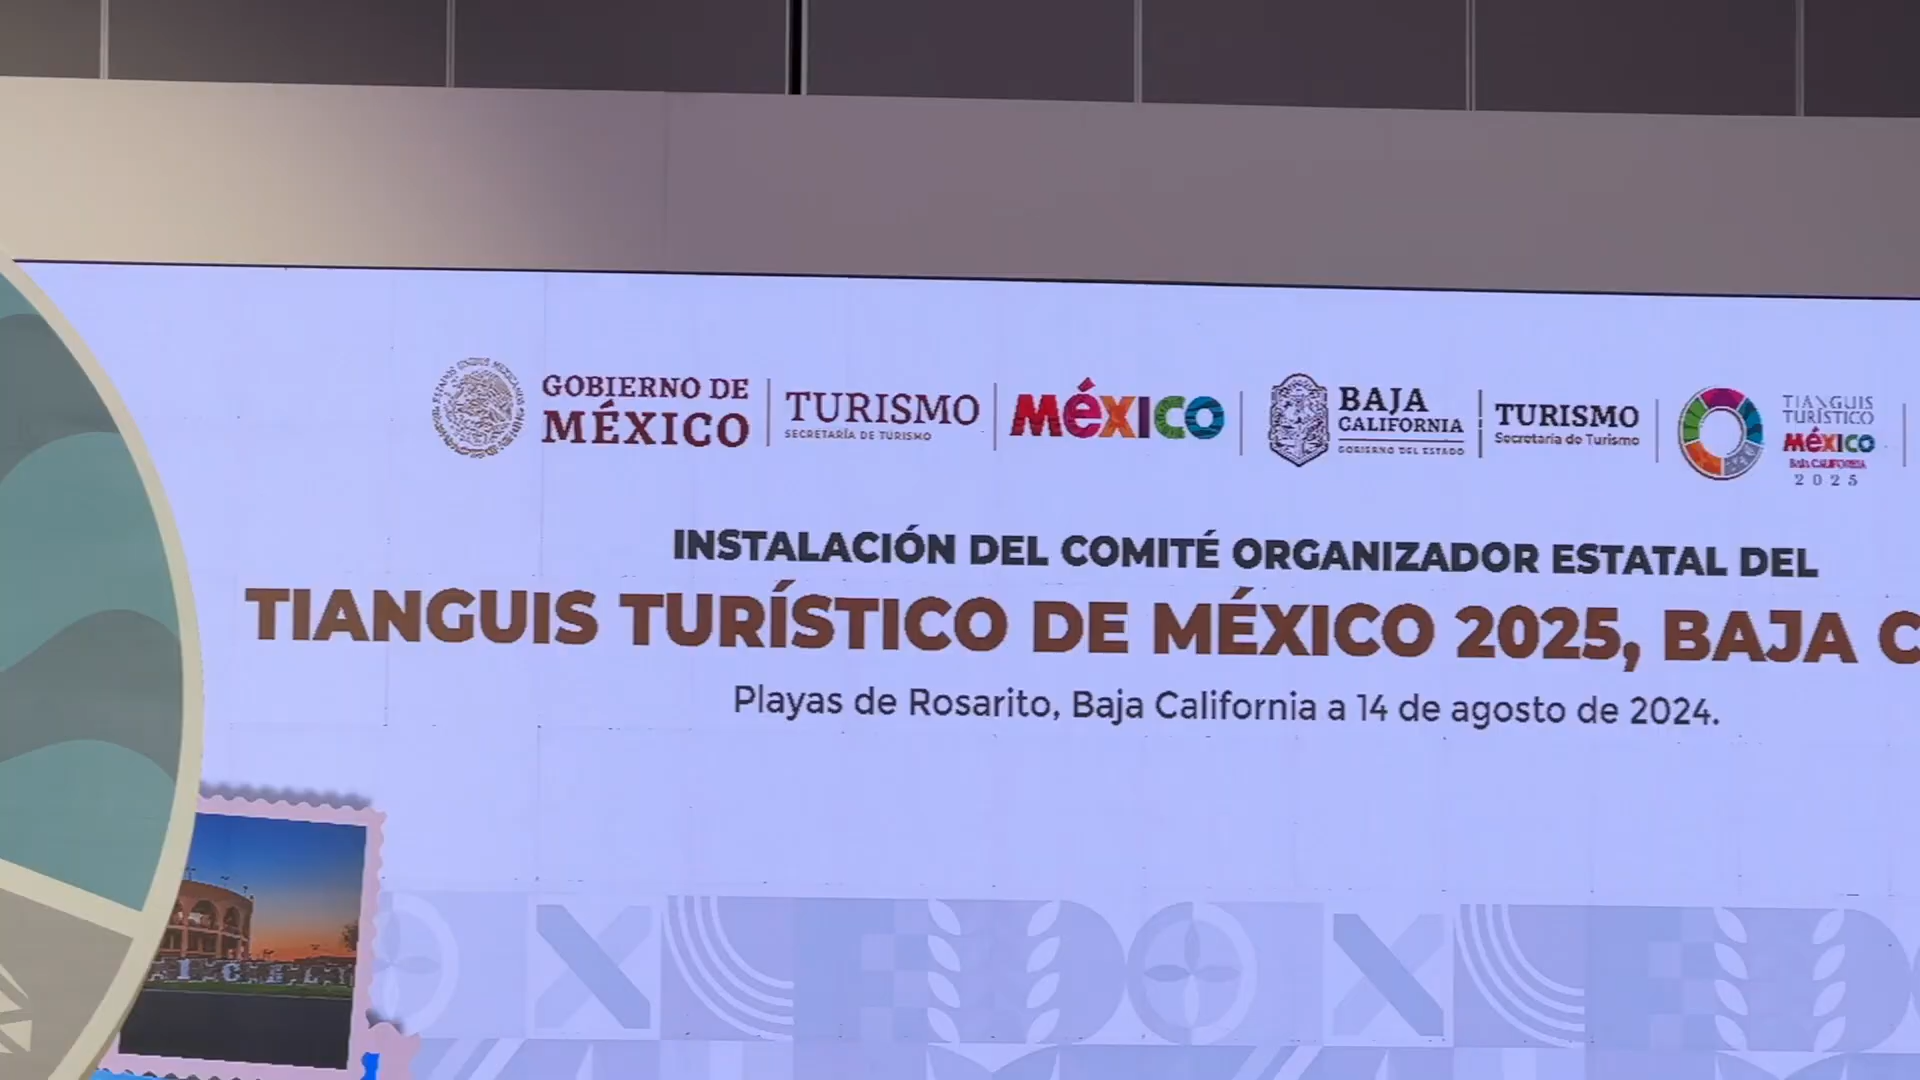 GOBIERNO DE
MÉXICO
TURISMO
SECRETARÍA DE TURISMO
MéXICO
BAJA
CALIFORNIA
GOBIERNO DEL ESTADO
TURISMO
Secretaría de Turismo
TIANGUIS
TURÍSTICO
MéXICO
BAJA CALIFORNIA
2025
INSTALACIÓN DEL COMITÉ ORGANIZADOR ESTATAL DEL
TIANGUIS TURÍSTICO DE MÉXICO 2025, BAJA C
Playas de Rosarito, Baja California a 14 de agosto de 2024.